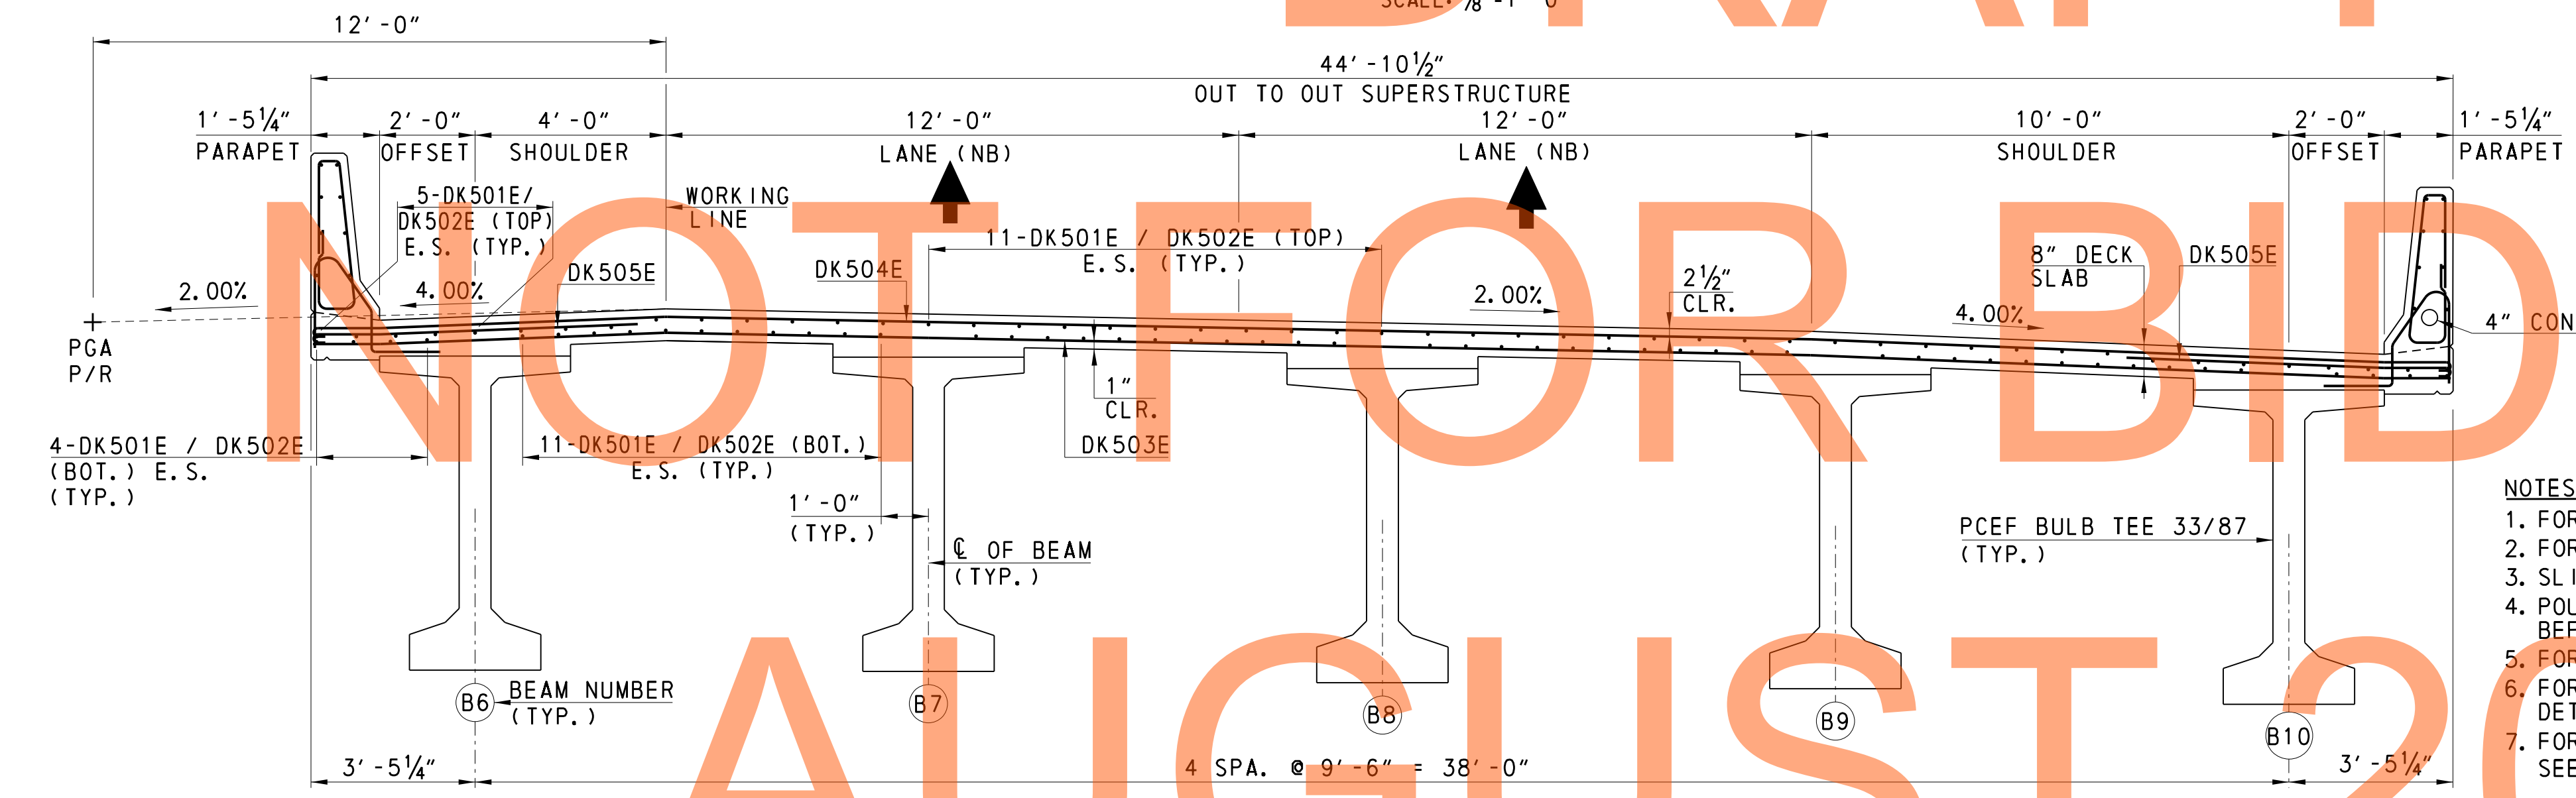 SCALE: ⅛"=1'-0"
12'-0"
44'-10½"
OUT TO OUT SUPERSTRUCTURE
1'-5¼" 2'-0" 4'-0" 12'-0" 12'-0" 10'-0" 2'-0" 1'-5¼"
PARAPET OFFSET SHOULDER LANE (NB) LANE (NB) SHOULDER OFFSET PARAPET
5-DK501E/
DK502E (TOP)
E.S. (TYP.)
WORKING
LINE
11-DK501E / DK502E (TOP)
E.S. (TYP.)
2.00%
4.00%
DK505E
DK504E
2.00%
2½"
CLR.
4.00%
8" DECK
SLAB
DK505E
4" CON
PGA
P/R
1"
CLR.
DK503E
4-DK501E / DK502E
(BOT.) E.S.
(TYP.)
11-DK501E / DK502E (BOT.)
E.S. (TYP.)
1'-0"
(TYP.)
℄ OF BEAM
(TYP.)
PCEF BULB TEE 33/87
(TYP.)
NOTES
1. FOR
2. FOR
3. SLI
4. POU
BEF
5. FOR
6. FOR
DET
7. FOR
SEE
B6 B7 B8 B9 B10
BEAM NUMBER
(TYP.)
3'-5¼" 4 SPA. @ 9'-6" = 38'-0" 3'-5¼"
DRAFT
NOT FOR BID
AUGUST 20